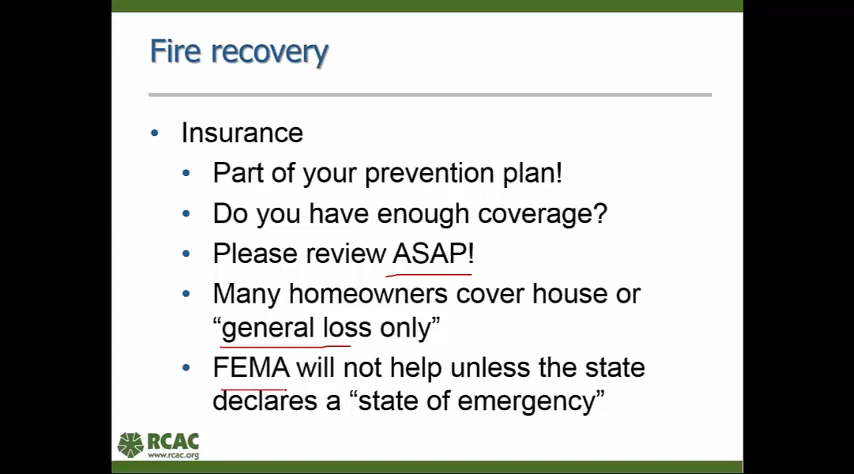 Fire recovery
• Insurance
• Part of your prevention plan!
• Do you have enough coverage?
• Please review ASAP!
• Many homeowners cover house or
“general loss only”
• FEMA will not help unless the state
declares a “state of emergency”
RCAC
www.rcac.org